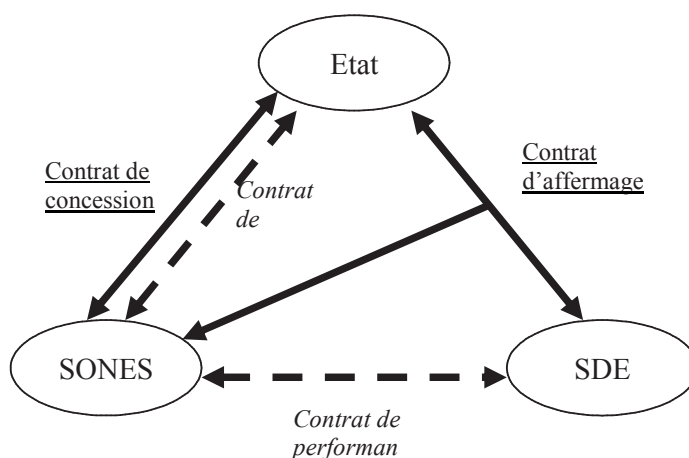 Etat
Contrat de
concession
Contrat
de
Contrat
d'affermage
SONES
SDE
Contrat de
performan